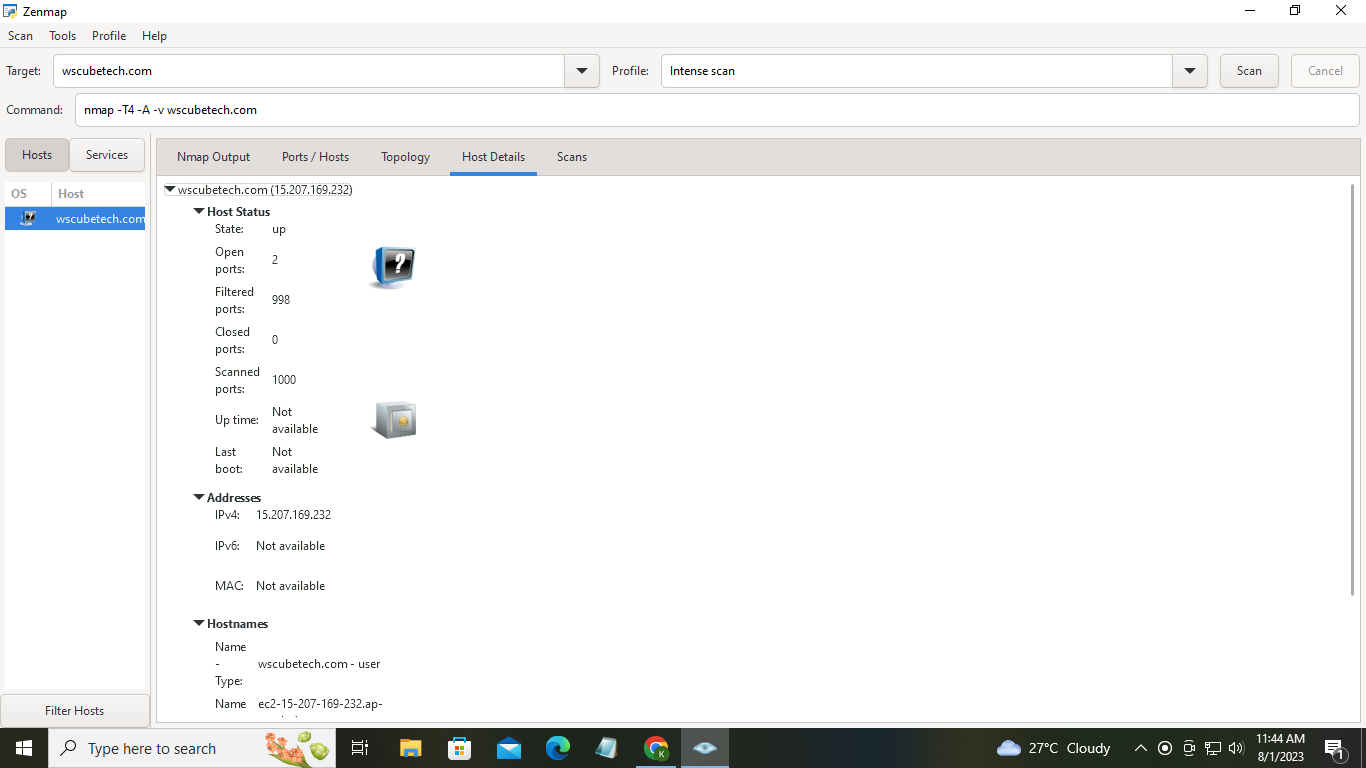 Zenmap
Scan Tools Profile Help
Target: wscubetech.com Profile: Intense scan Scan Cancel
Command: nmap -T4 -A -v wscubetech.com
Hosts Services
Nmap Output Ports / Hosts Topology Host Details Scans
OS Host
wscubetech.com
wscubetech.com (15.207.169.232)
Host Status
State: up
Open ports: 2
Filtered ports: 998
Closed ports: 0
Scanned ports: 1000
Up time: Not available
Last boot: Not available
Addresses
IPv4: 15.207.169.232
IPv6: Not available
MAC: Not available
Hostnames
Name - Type: wscubetech.com - user
Name ec2-15-207-169-232.ap-
Filter Hosts
Type here to search
K
27°C Cloudy
11:44 AM
8/1/2023
1